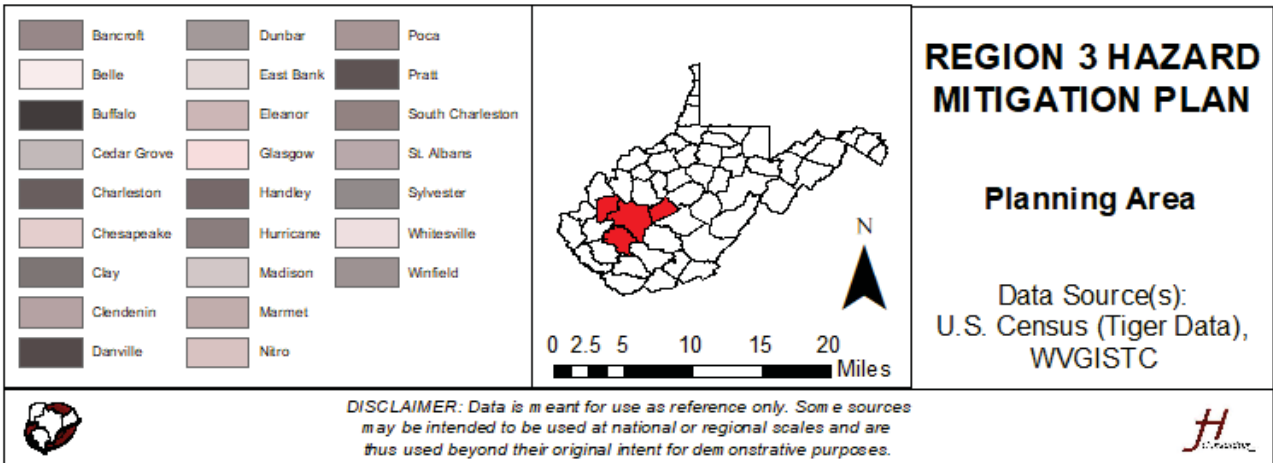 Bancroft
Belle
Buffalo
Cedar Grove
Charleston
Chesapeake
Clay
Clendenin
Danville
Dunbar
East Bank
Eleanor
Glasgow
Handley
Hurricane
Madison
Marmet
Nitro
Poca
Pratt
South Charleston
St. Albans
Sylvester
Whitesville
Winfield
N
0 2.5 5 10 15 20
Miles
REGION 3 HAZARD
MITIGATION PLAN
Planning Area
Data Source(s):
U.S. Census (Tiger Data),
WVGISTC
DISCLAIMER: Data is meant for use as reference only. Some sources
may be intended to be used at national or regional scales and are
thus used beyond their original intent for demonstrative purposes.